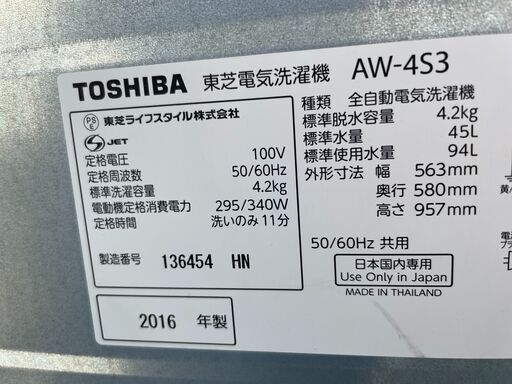 TOSHIBA 東芝電気洗濯機 AW-4S3
PS E 東芝ライフスタイル株式会社
S JET
定格電圧 100V
定格周波数 50/60Hz
標準洗濯容量 4.2kg
電動機定格消費電力 295/340W
定格時間 洗いのみ11分
製造番号 136454 HN
2016 年製
種類 全自動電気洗濯機
標準脱水容量 4.2kg
標準水量 45L
標準使用水量 94L
外形寸法 幅 563mm
奥行 580mm
高さ 957mm
50/60Hz 共用
日本国内専用
Use Only in Japan
MADE IN THAILAND
黄/
電源
プラ